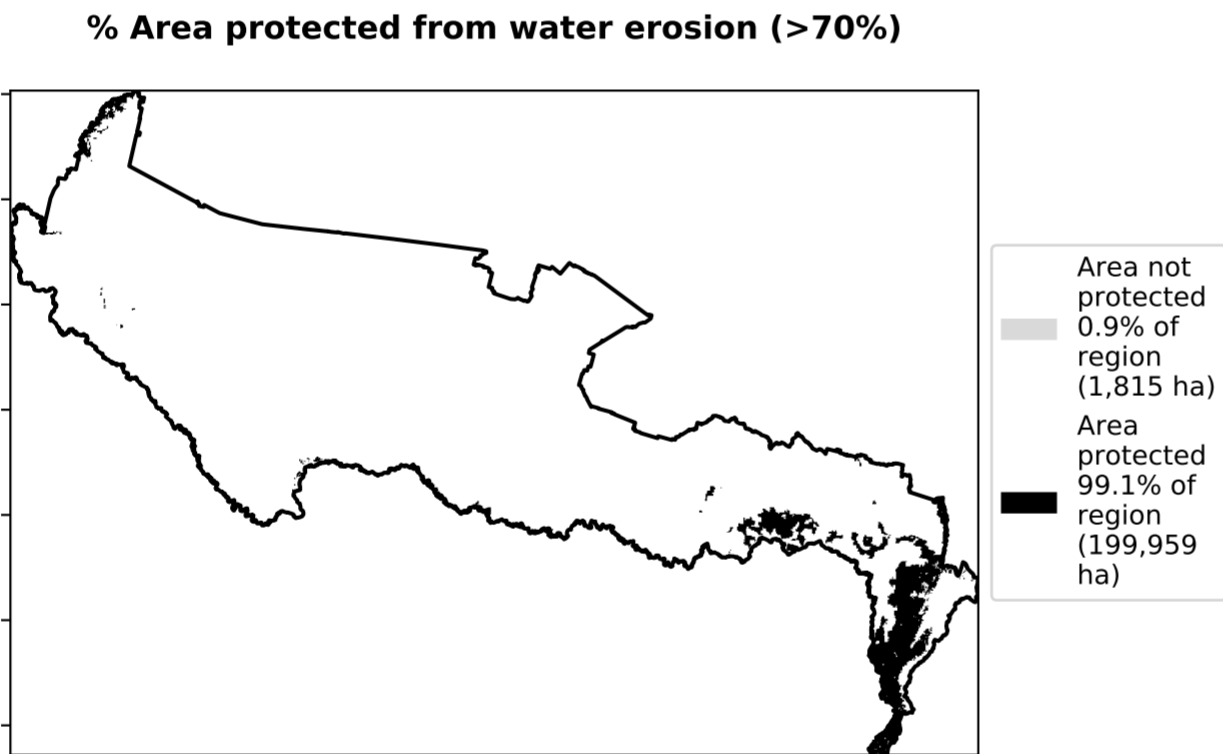 % Area protected from water erosion (>70%)
Area not
protected
0.9% of
region
(1,815 ha)
Area
protected
99.1% of
region
(199,959
ha)